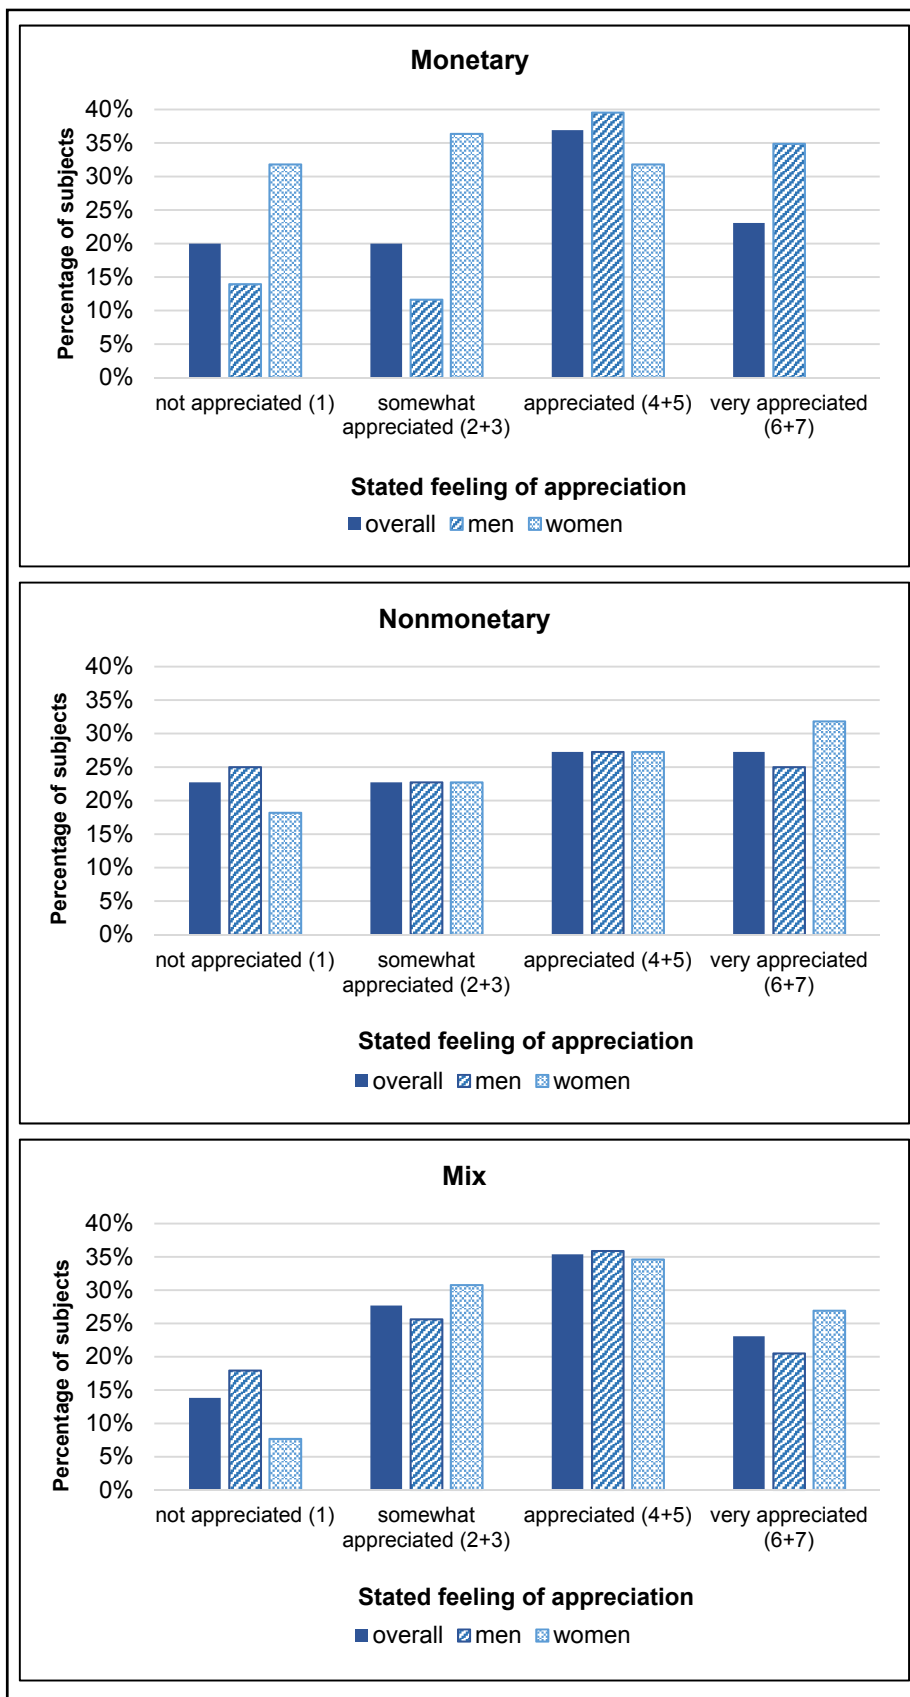 Monetary
Percentage of subjects
40%
35%
30%
25%
20%
15%
10%
5%
0%
not appreciated (1)
somewhat
appreciated (2+3)
appreciated (4+5)
very appreciated
(6+7)
Stated feeling of appreciation
overall men women
Nonmonetary
Percentage of subjects
40%
35%
30%
25%
20%
15%
10%
5%
0%
not appreciated (1)
somewhat
appreciated (2+3)
appreciated (4+5)
very appreciated
(6+7)
Stated feeling of appreciation
overall men women
Mix
Percentage of subjects
40%
35%
30%
25%
20%
15%
10%
5%
0%
not appreciated (1)
somewhat
appreciated (2+3)
appreciated (4+5)
very appreciated
(6+7)
Stated feeling of appreciation
overall men women